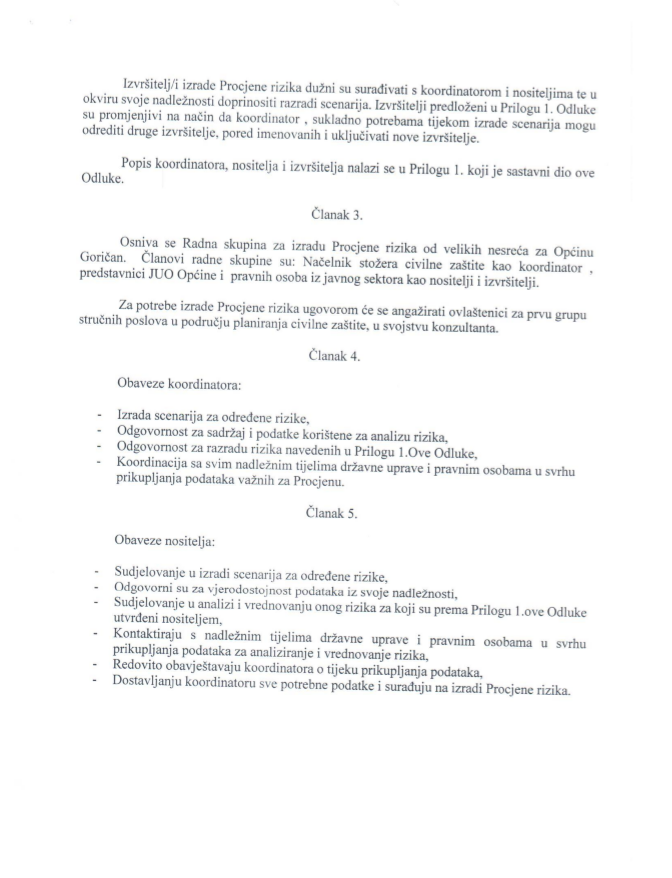 Izvršitelj/i izrade Procjene rizika dužni su surađivati s koordinatorom i nositeljima te u
okviru svoje nadležnosti doprinositi razradi scenarija. Izvršitelji predloženi u Prilogu 1. Odluke
su promjenjivi na način da koordinator , sukladno potrebama tijekom izrade scenarija mogu
odrediti druge izvršitelje, pored imenovanih i uključivati nove izvršitelje.
Popis koordinatora, nositelja i izvršitelja nalazi se u Prilogu 1. koji je sastavni dio ove
Odluke.
Članak 3.
Osniva se Radna skupina za izradu Procjene rizika od velikih nesreća za Općinu
Goričan. Članovi radne skupine su: Načelnik stožera civilne zaštite kao koordinator ,
predstavnici JUO Općine i pravnih osoba iz javnog sektora kao nositelji i izvršitelji.
Za potrebe izrade Procjene rizika ugovorom će se angažirati ovlaštenici za prvu grupu
stručnih poslova u području planiranja civilne zaštite, u svojstvu konzultanta.
Članak 4.
Obaveze koordinatora:
- Izrada scenarija za određene rizike,
- Odgovornost za sadržaj i podatke korištene za analizu rizika,
- Odgovornost za razradu rizika navedenih u Prilogu 1.Ove Odluke,
- Koordinacija sa svim nadležnim tijelima državne uprave i pravnim osobama u svrhu
prikupljanja podataka važnih za Procjenu.
Članak 5.
Obaveze nositelja:
- Sudjelovanje u izradi scenarija za određene rizike,
- Odgovorni su za vjerodostojnost podataka iz svoje nadležnosti,
- Sudjelovanje u analizi i vrednovanju onog rizika za koji su prema Prilogu 1.ove Odluke
utvrđeni nositeljem,
- Kontaktiraju s nadležnim tijelima državne uprave i pravnim osobama u svrhu
prikupljanja podataka za analiziranje i vrednovanje rizika,
- Redovito obavještavaju koordinatora o tijeku prikupljanja podataka,
- Dostavljanju koordinatoru sve potrebne podatke i surađuju na izradi Procjene rizika.